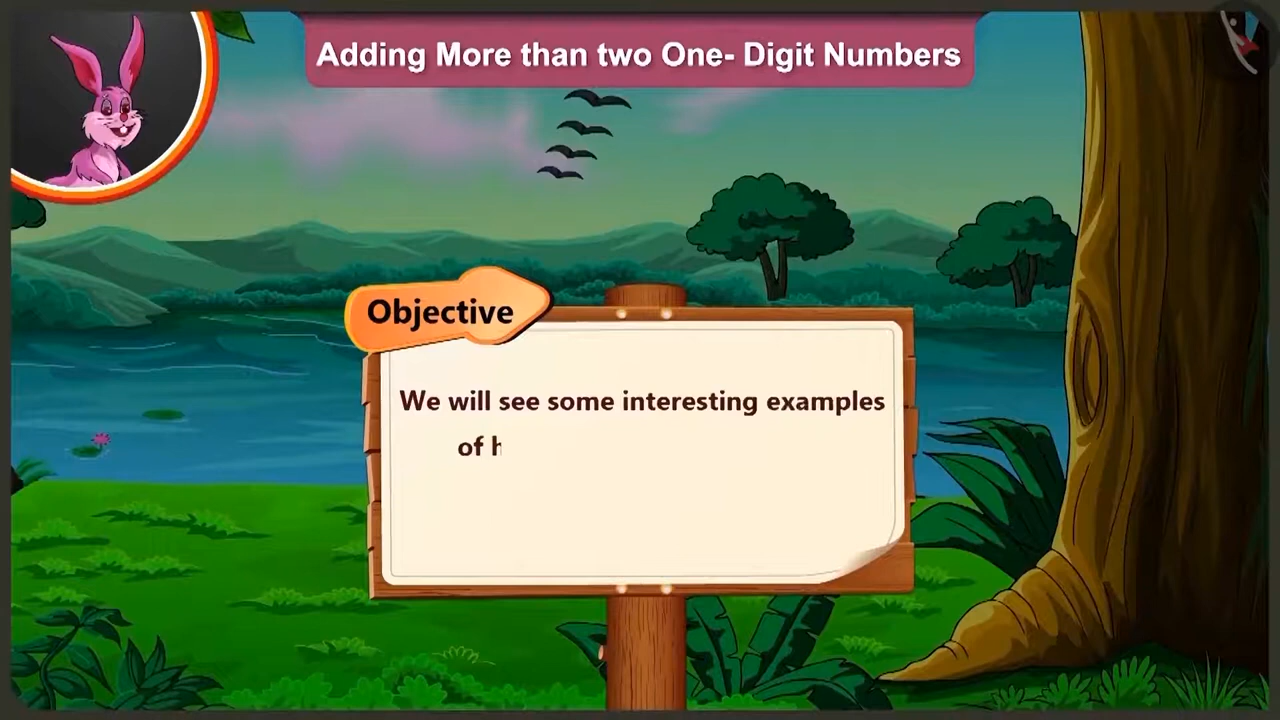 Adding More than two One- Digit Numbers
Objective
We will see some interesting examples
of h